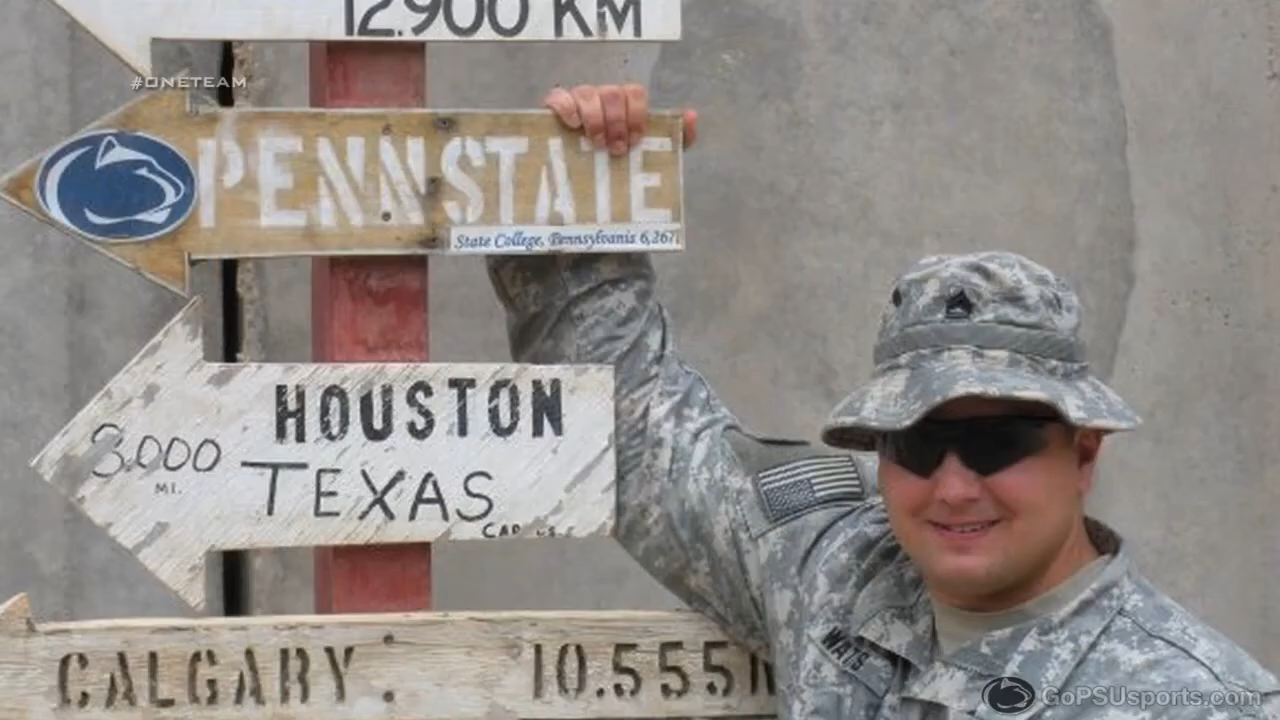 12.900 KM
#ONETEAM
PENNSTATE
State College, Pennsylvania 6,267
HOUSTON
3.000
MI.
TEXAS
CALGARY. 10.555
GoPSUsports.com